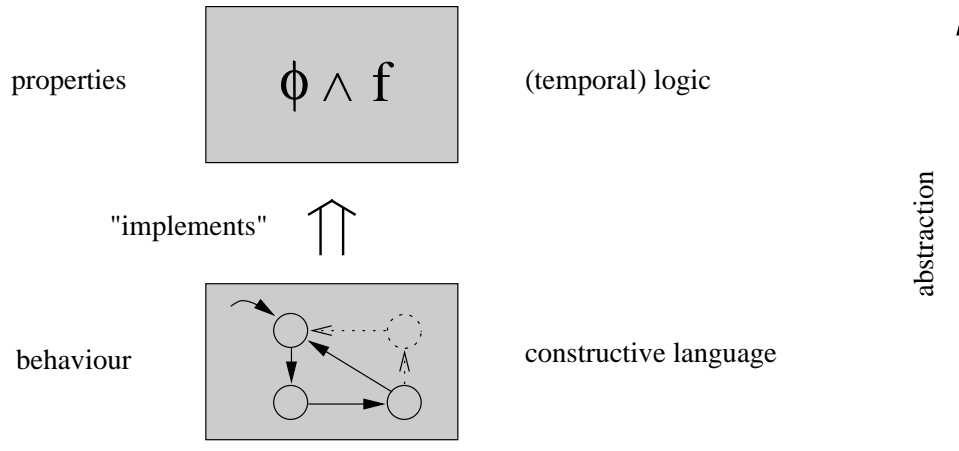 properties
ϕ ∧ f
(temporal) logic
"implements"
abstraction
behaviour
constructive language